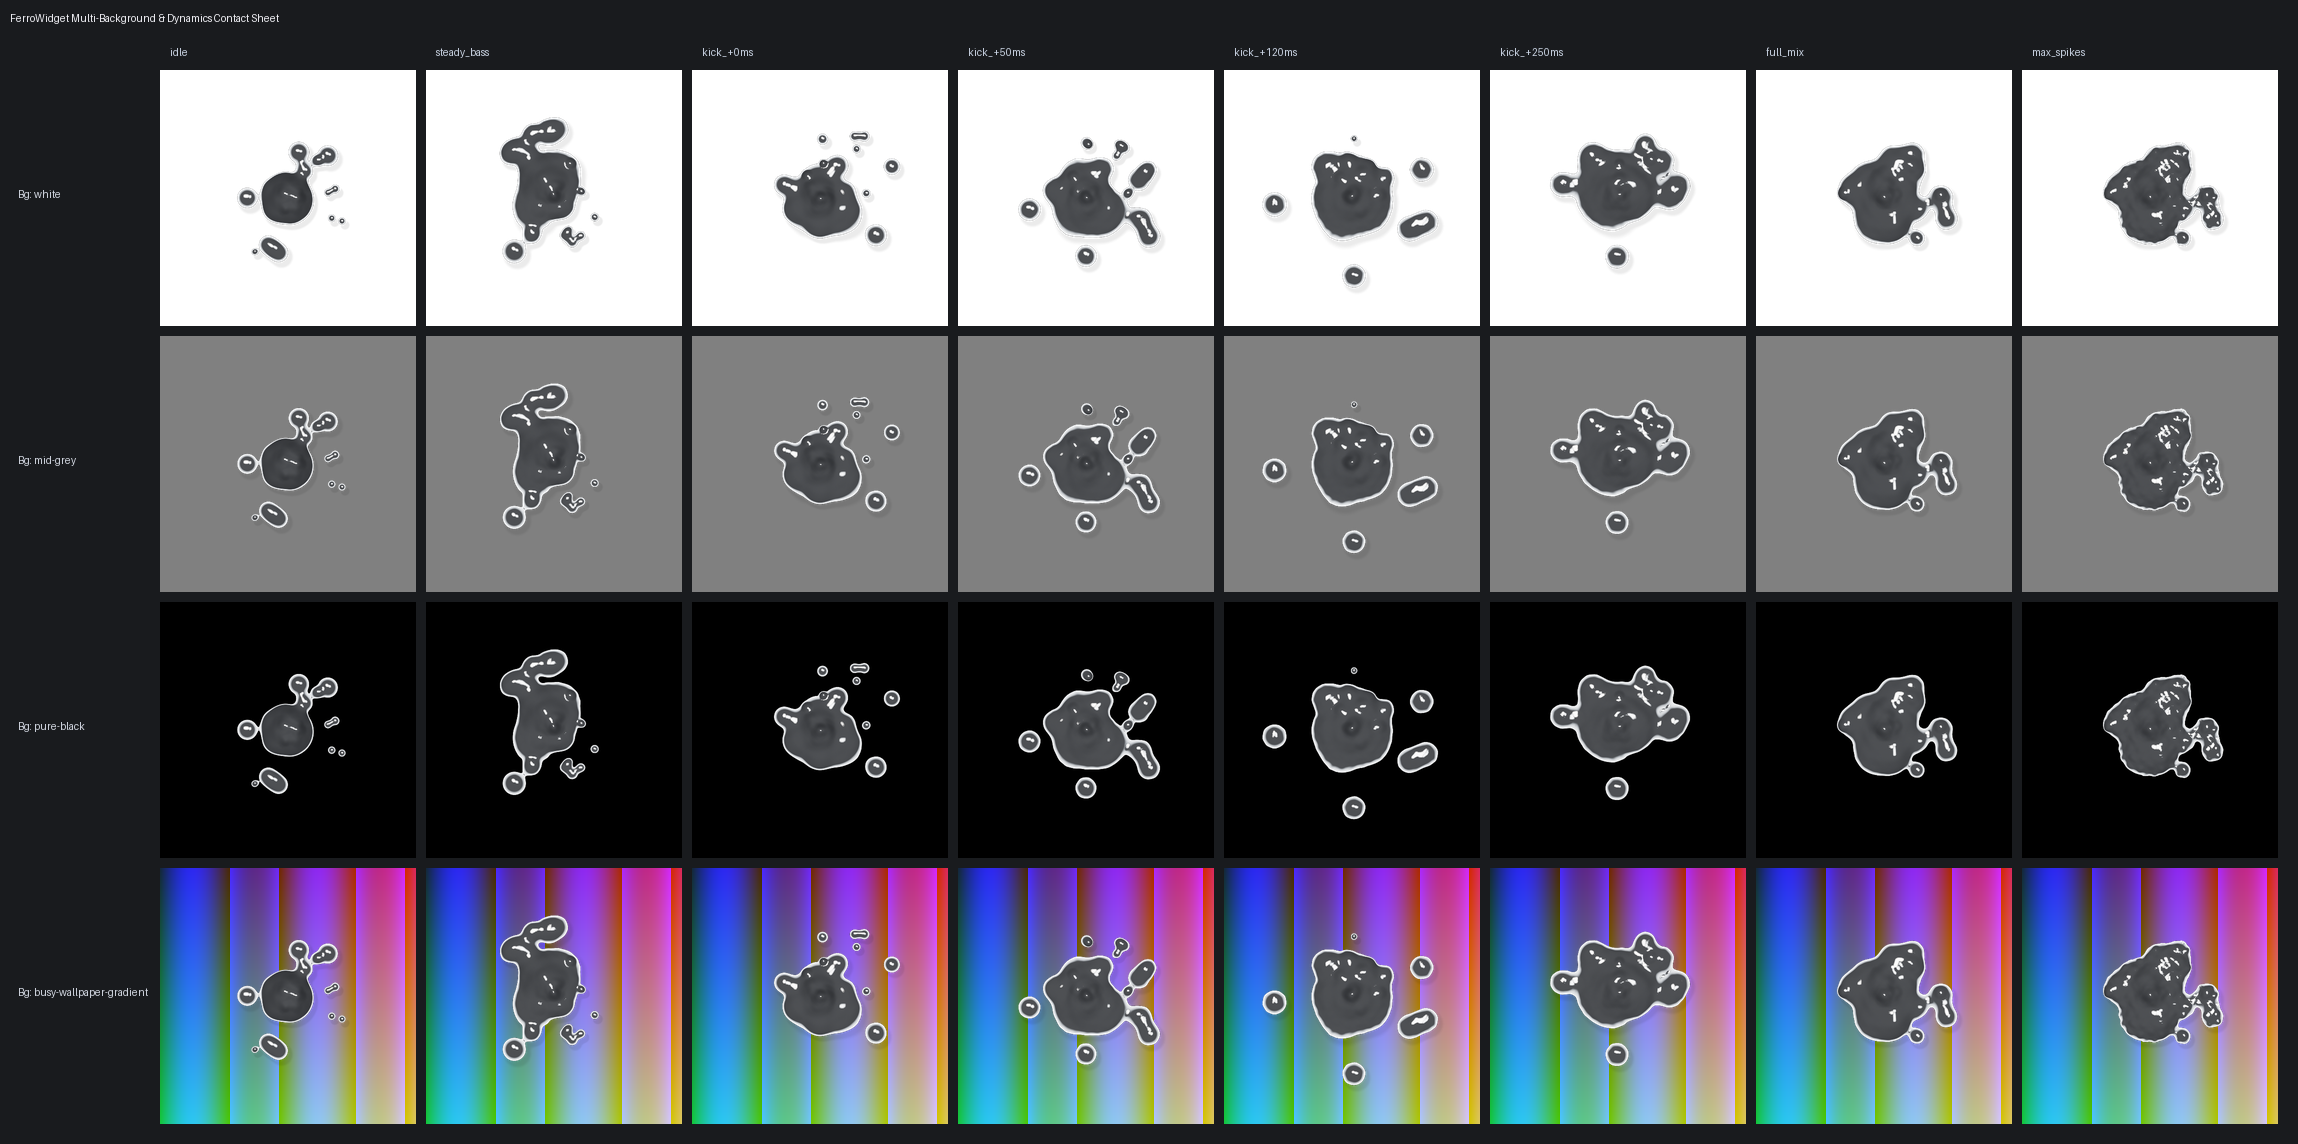 FerroWidget Multi-Background & Dynamics Contact Sheet
idle steady_bass kick_+0ms kick_+50ms kick_+120ms kick_+250ms full_mix max_spikes
Bg: white
Bg: mid-grey
Bg: pure-black
Bg: busy-wallpaper-gradient